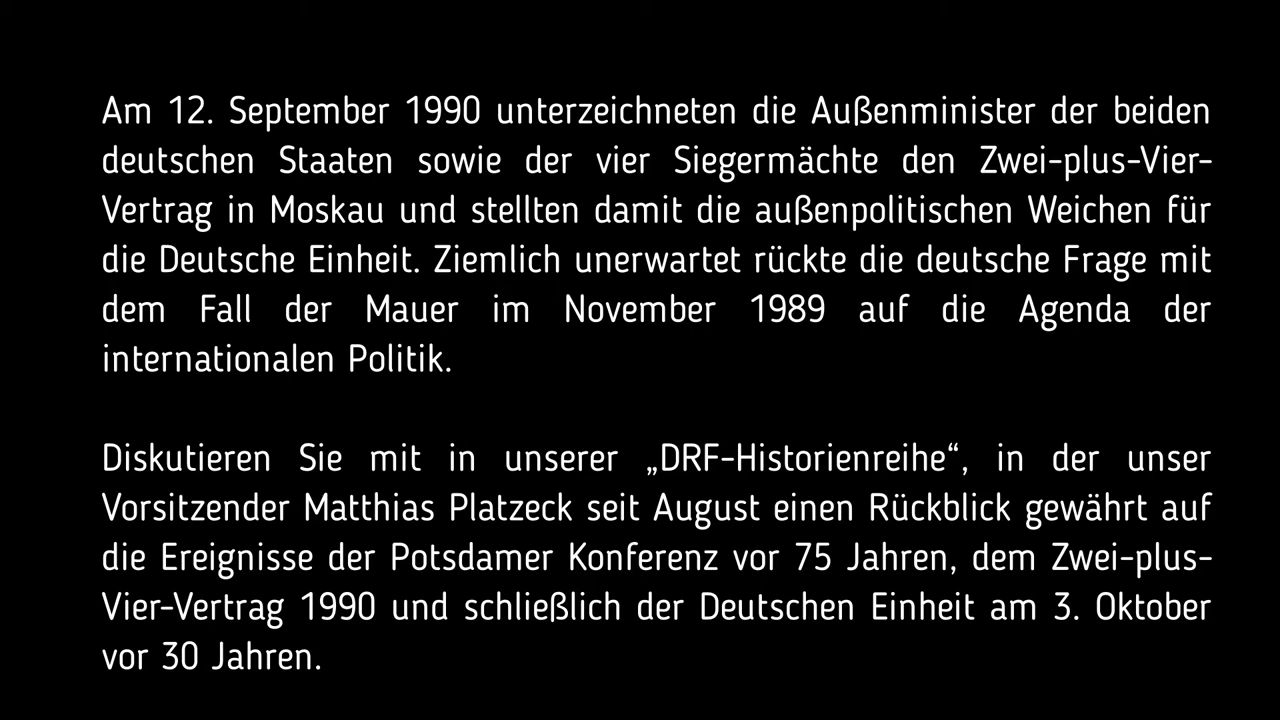 Am 12. September 1990 unterzeichneten die Außenminister der beiden
deutschen Staaten sowie der vier Siegermächte den Zwei-plus-Vier-
Vertrag in Moskau und stellten damit die außenpolitischen Weichen für
die Deutsche Einheit. Ziemlich unerwartet rückte die deutsche Frage mit
dem Fall der Mauer im November 1989 auf die Agenda der
internationalen Politik.
Diskutieren Sie mit in unserer „DRF-Historienreihe“, in der unser
Vorsitzender Matthias Platzeck seit August einen Rückblick gewährt auf
die Ereignisse der Potsdamer Konferenz vor 75 Jahren, dem Zwei-plus-
Vier-Vertrag 1990 und schließlich der Deutschen Einheit am 3. Oktober
vor 30 Jahren.